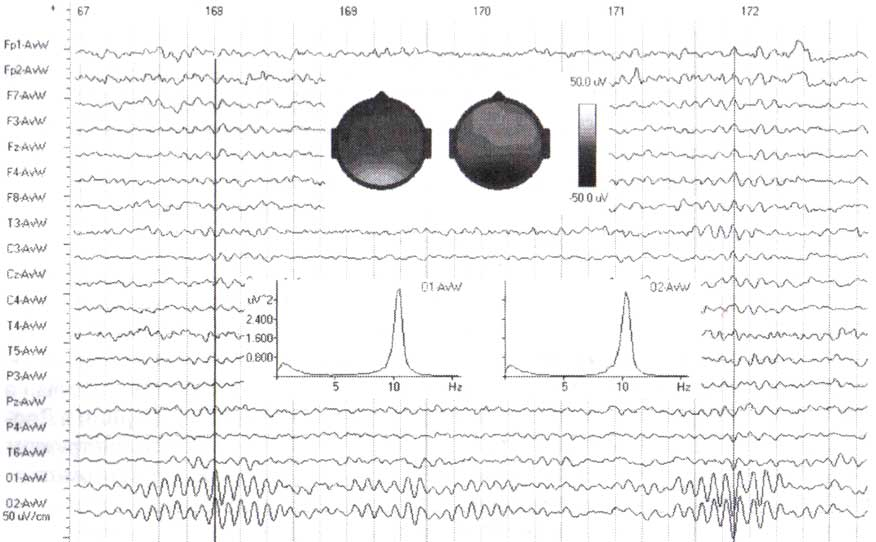 67 168 169 170 171 172
Fp1-AvW
Fp2-AvW
F7-AvW
F3-AvW
Fz-AvW
F4-AvW
F8-AvW
T3-AvW
C3-AvW
Cz-AvW
C4-AvW
T4-AvW
T5-AvW
P3-AvW
Pz-AvW
P4-AvW
T6-AvW
O1-AvW
O2-AvW
50 uV/cm
50.0 uV
-50.0 uV
O1-AvW
uV^2
2.400
1.600
0.800
5 10 Hz
O2-AvW
5 10 Hz